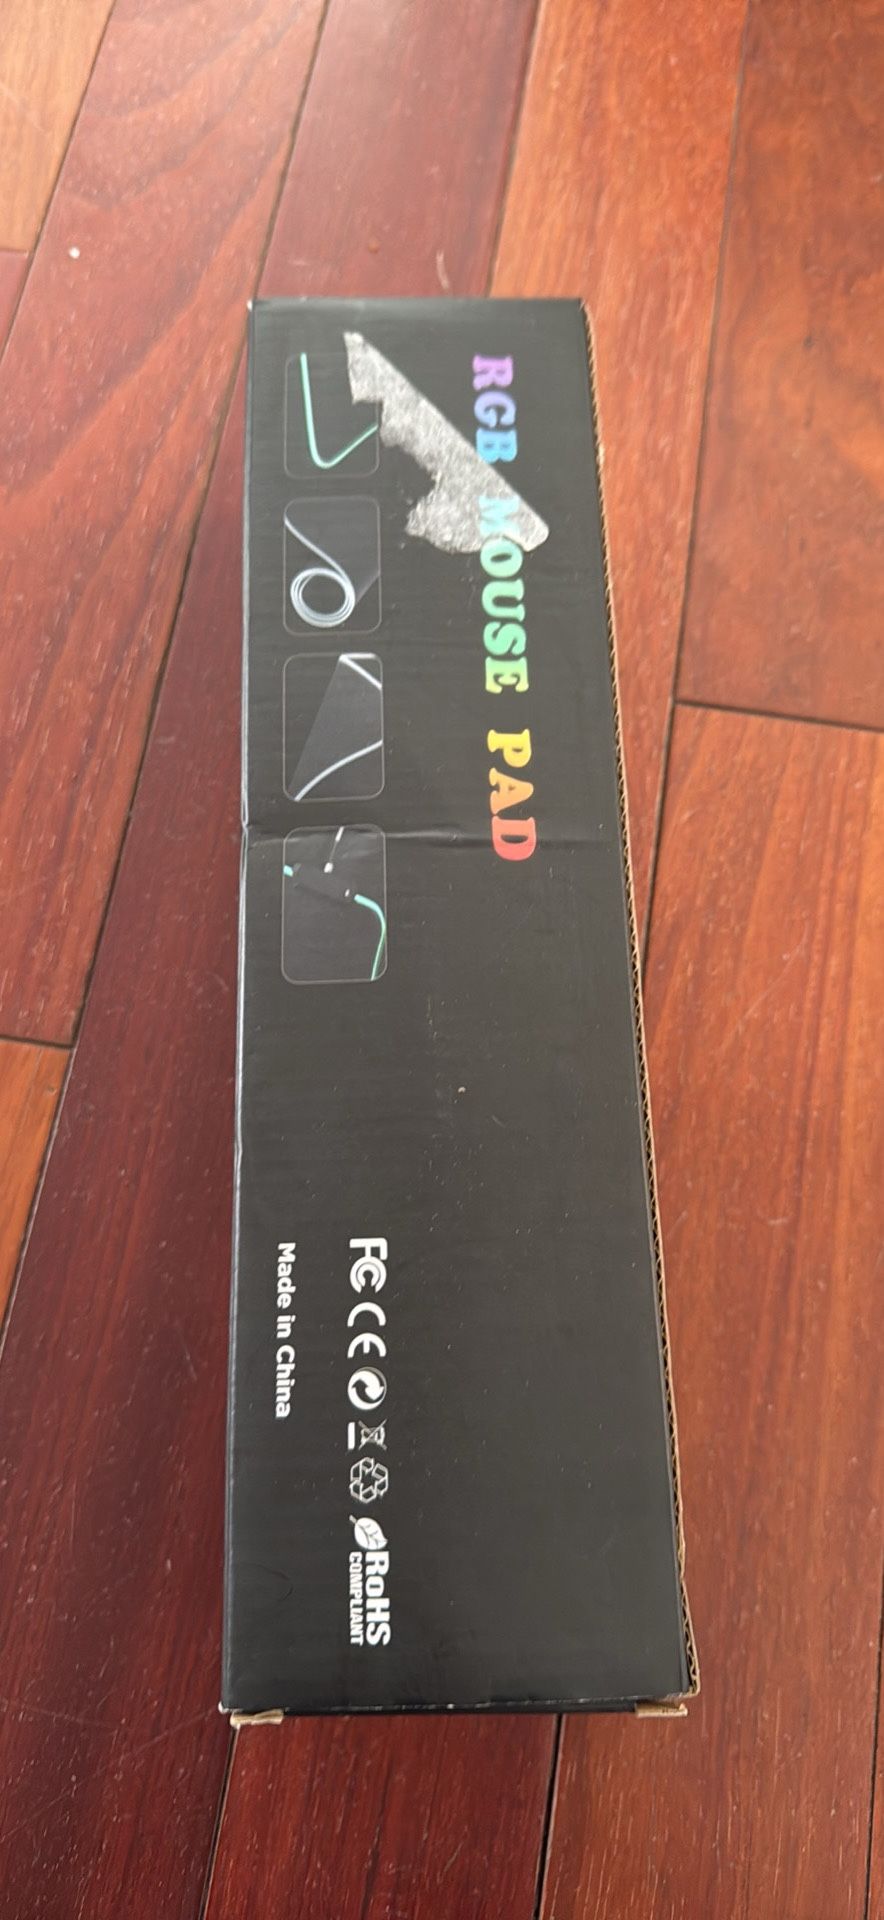 RGB MOUSE PAD
FC CE RoHS
COMPLIANT
Made in China